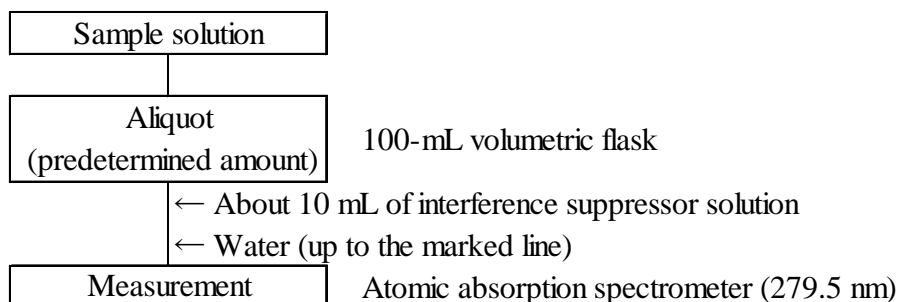 Sample solution
Aliquot
(predetermined amount)
100-mL volumetric flask
← About 10 mL of interference suppressor solution
← Water (up to the marked line)
Measurement
Atomic absorption spectrometer (279.5 nm)